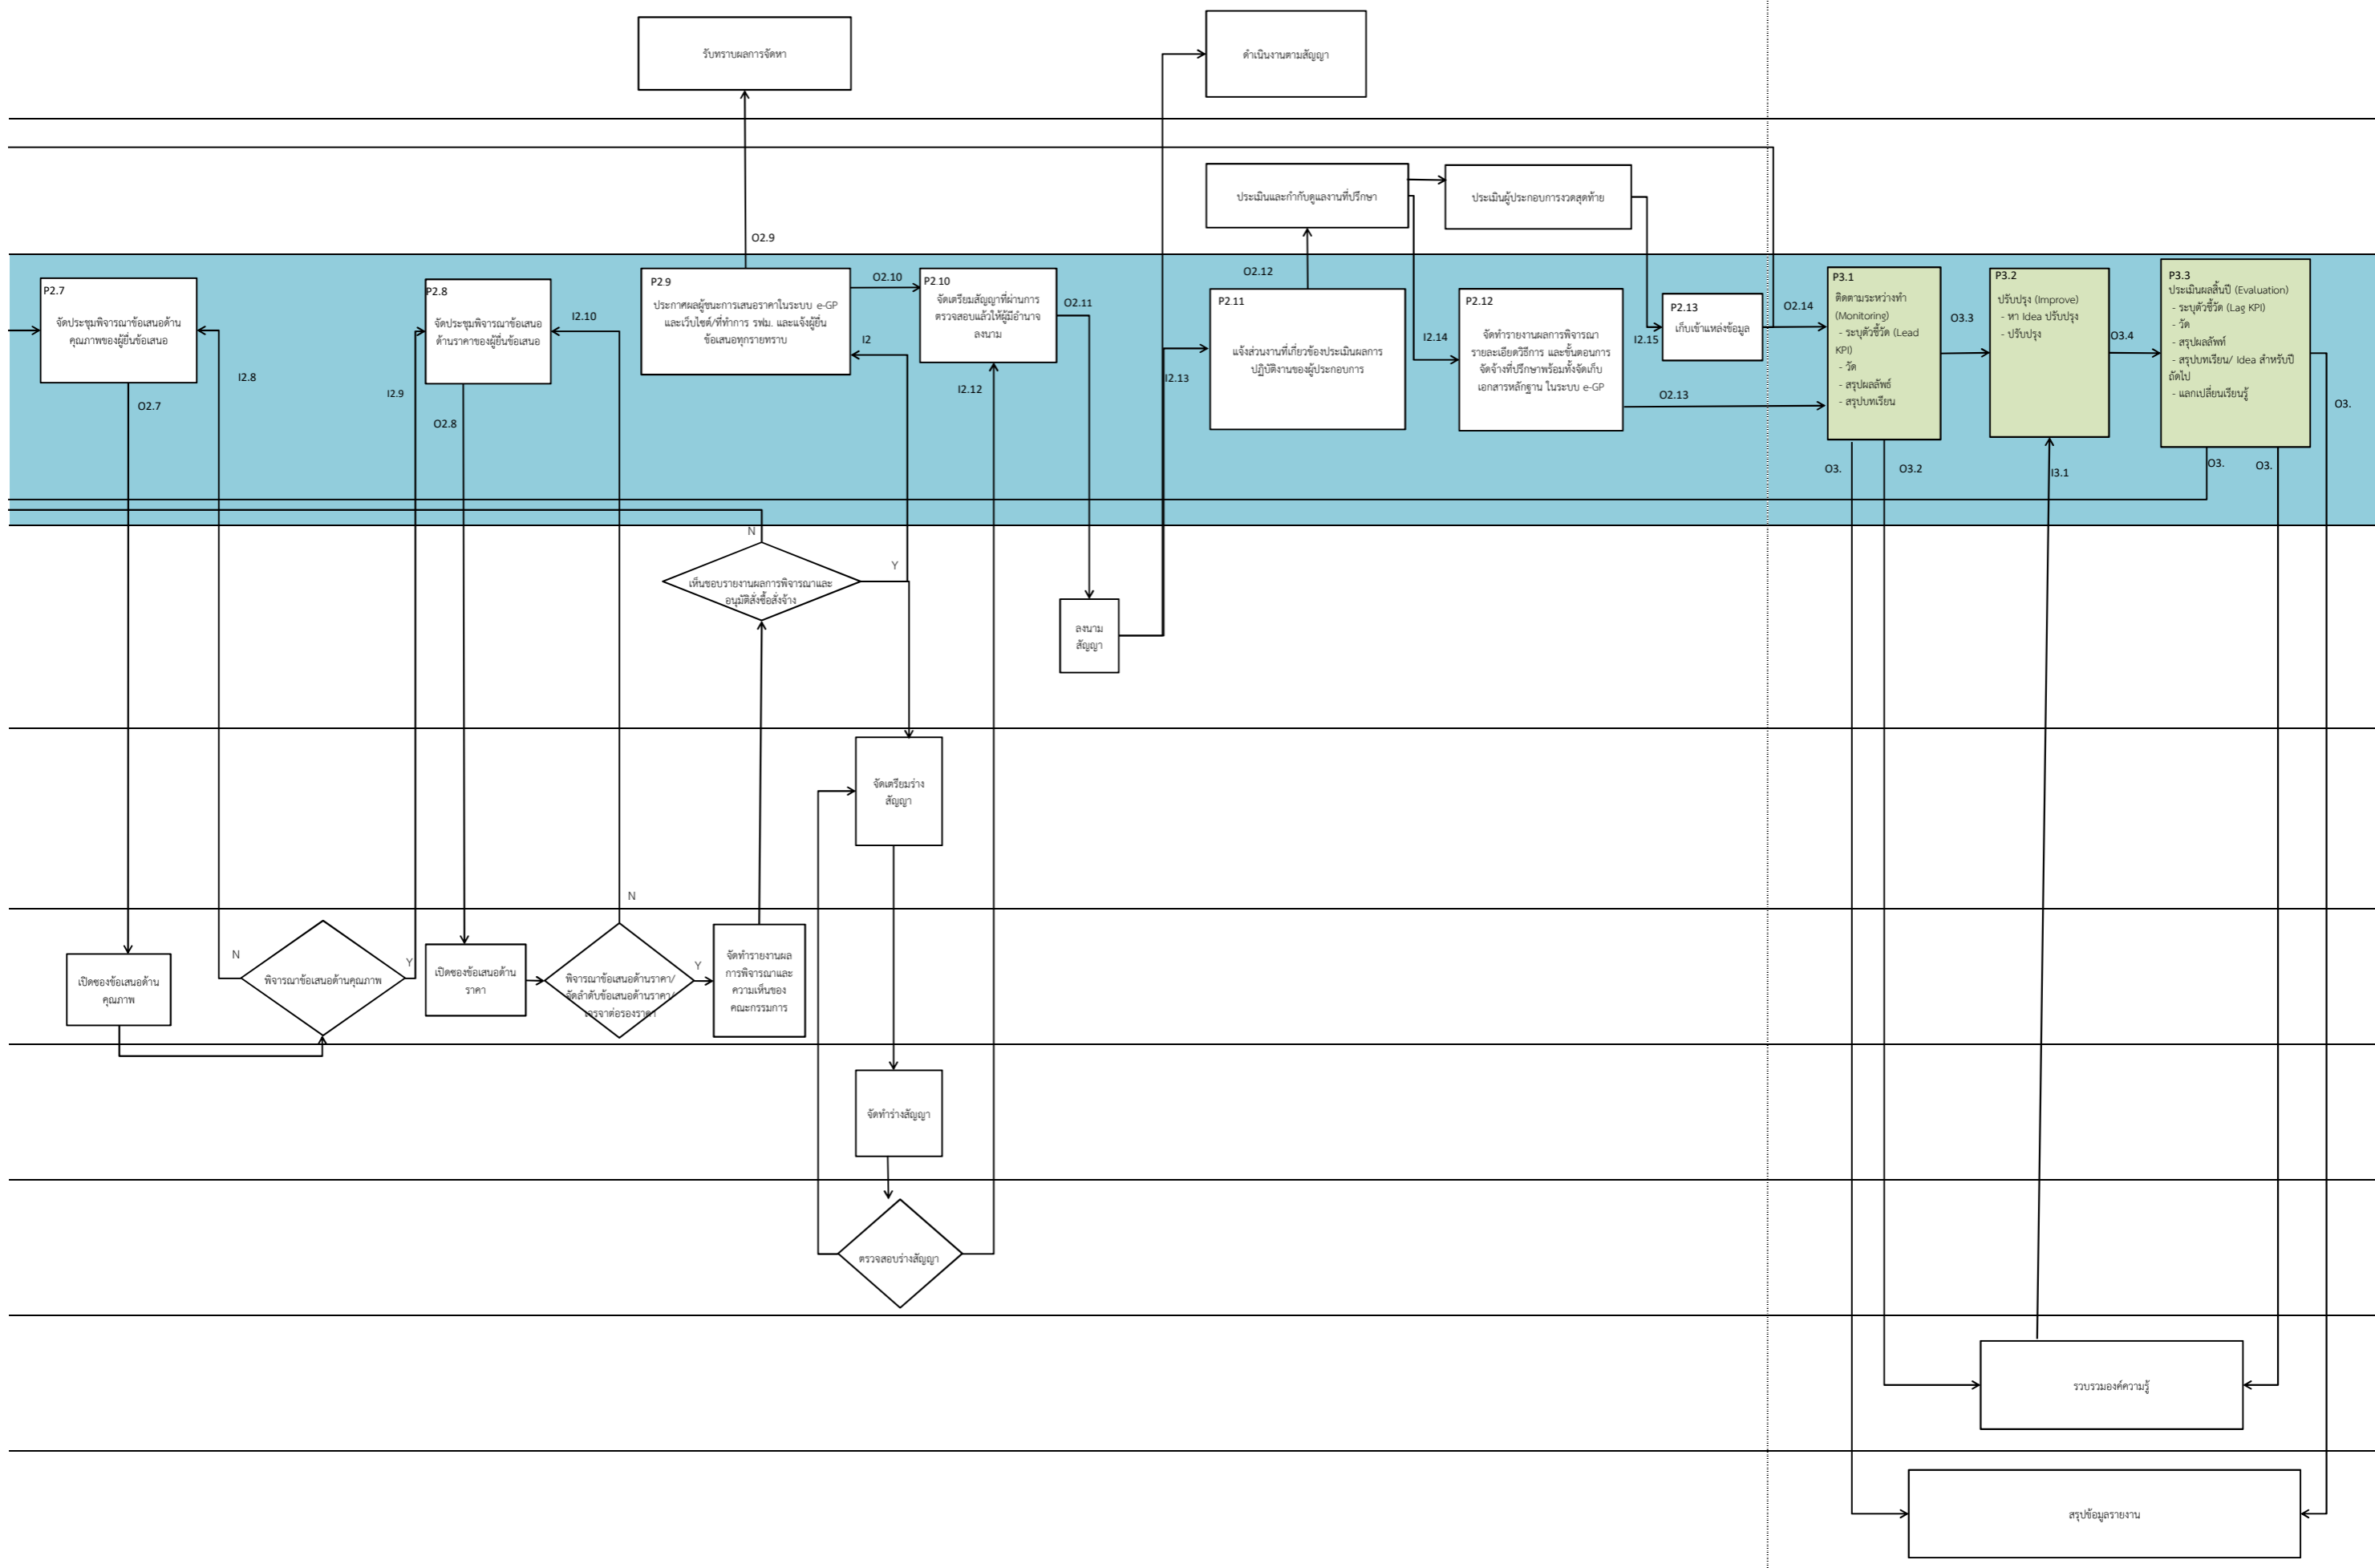 รับทราบผลการจัดหา
ดำเนินงานตามสัญญา
ประเมินและกำกับดูแลงานที่ปรึกษา
ประเมินผู้ประกอบการงวดสุดท้าย
O2.9
P2.7
จัดประชุมพิจารณาข้อเสนอด้าน
คุณภาพของผู้ยื่นข้อเสนอ
I2.8
O2.7
P2.8
จัดประชุมพิจารณาข้อเสนอ
ด้านราคาของผู้ยื่นข้อเสนอ
I2.9
O2.8
I2.10
P2.9
ประกาศผลผู้ชนะการเสนอราคาในระบบ e-GP
และเว็บไซต์/ที่ทำการ รฟม. และแจ้งผู้ยื่น
ข้อเสนอทุกรายทราบ
O2.10
I2
P2.10
จัดเตรียมสัญญาที่ผ่านการ
ตรวจสอบแล้วให้ผู้มีอำนาจ
ลงนาม
O2.11
I2.12
I2.13
O2.12
P2.11
แจ้งส่วนงานที่เกี่ยวข้องประเมินผลการ
ปฏิบัติงานของผู้ประกอบการ
I2.14
P2.12
จัดทำรายงานผลการพิจารณา
รายละเอียดวิธีการ และขั้นตอนการ
จัดจ้างที่ปรึกษาพร้อมทั้งจัดเก็บ
เอกสารหลักฐาน ในระบบ e-GP
I2.15
O2.13
P2.13
เก็บเข้าแหล่งข้อมูล
O2.14
P3.1
ติดตามระหว่างทำ
(Monitoring)
- ระบุตัวชี้วัด (Lead
KPI)
- วัด
- สรุปผลลัพธ์
- สรุปบทเรียน
O3.3
P3.2
ปรับปรุง (Improve)
- หา Idea ปรับปรุง
- ปรับปรุง
O3.4
P3.3
ประเมินผลสิ้นปี (Evaluation)
- ระบุตัวชี้วัด (Lag KPI)
- วัด
- สรุปผลลัพท์
- สรุปบทเรียน/ Idea สำหรับปี
ถัดไป
- แลกเปลี่ยนเรียนรู้
O3.
O3.
O3.2
I3.1
O3.
O3.
N
เห็นชอบรายงานผลการพิจารณาและ
อนุมัติสั่งซื้อสั่งจ้าง
Y
ลงนาม
สัญญา
จัดเตรียมร่าง
สัญญา
เปิดซองข้อเสนอด้าน
คุณภาพ
N
พิจารณาข้อเสนอด้านคุณภาพ
Y
เปิดซองข้อเสนอด้าน
ราคา
N
พิจารณาข้อเสนอด้านราคา/
จัดลำดับข้อเสนอด้านราคา/
เจรจาต่อรองราคา
Y
จัดทำรายงานผล
การพิจารณาและ
ความเห็นของ
คณะกรรมการ
จัดทำร่างสัญญา
ตรวจสอบร่างสัญญา
รวบรวมองค์ความรู้
สรุปข้อมูลรายงาน